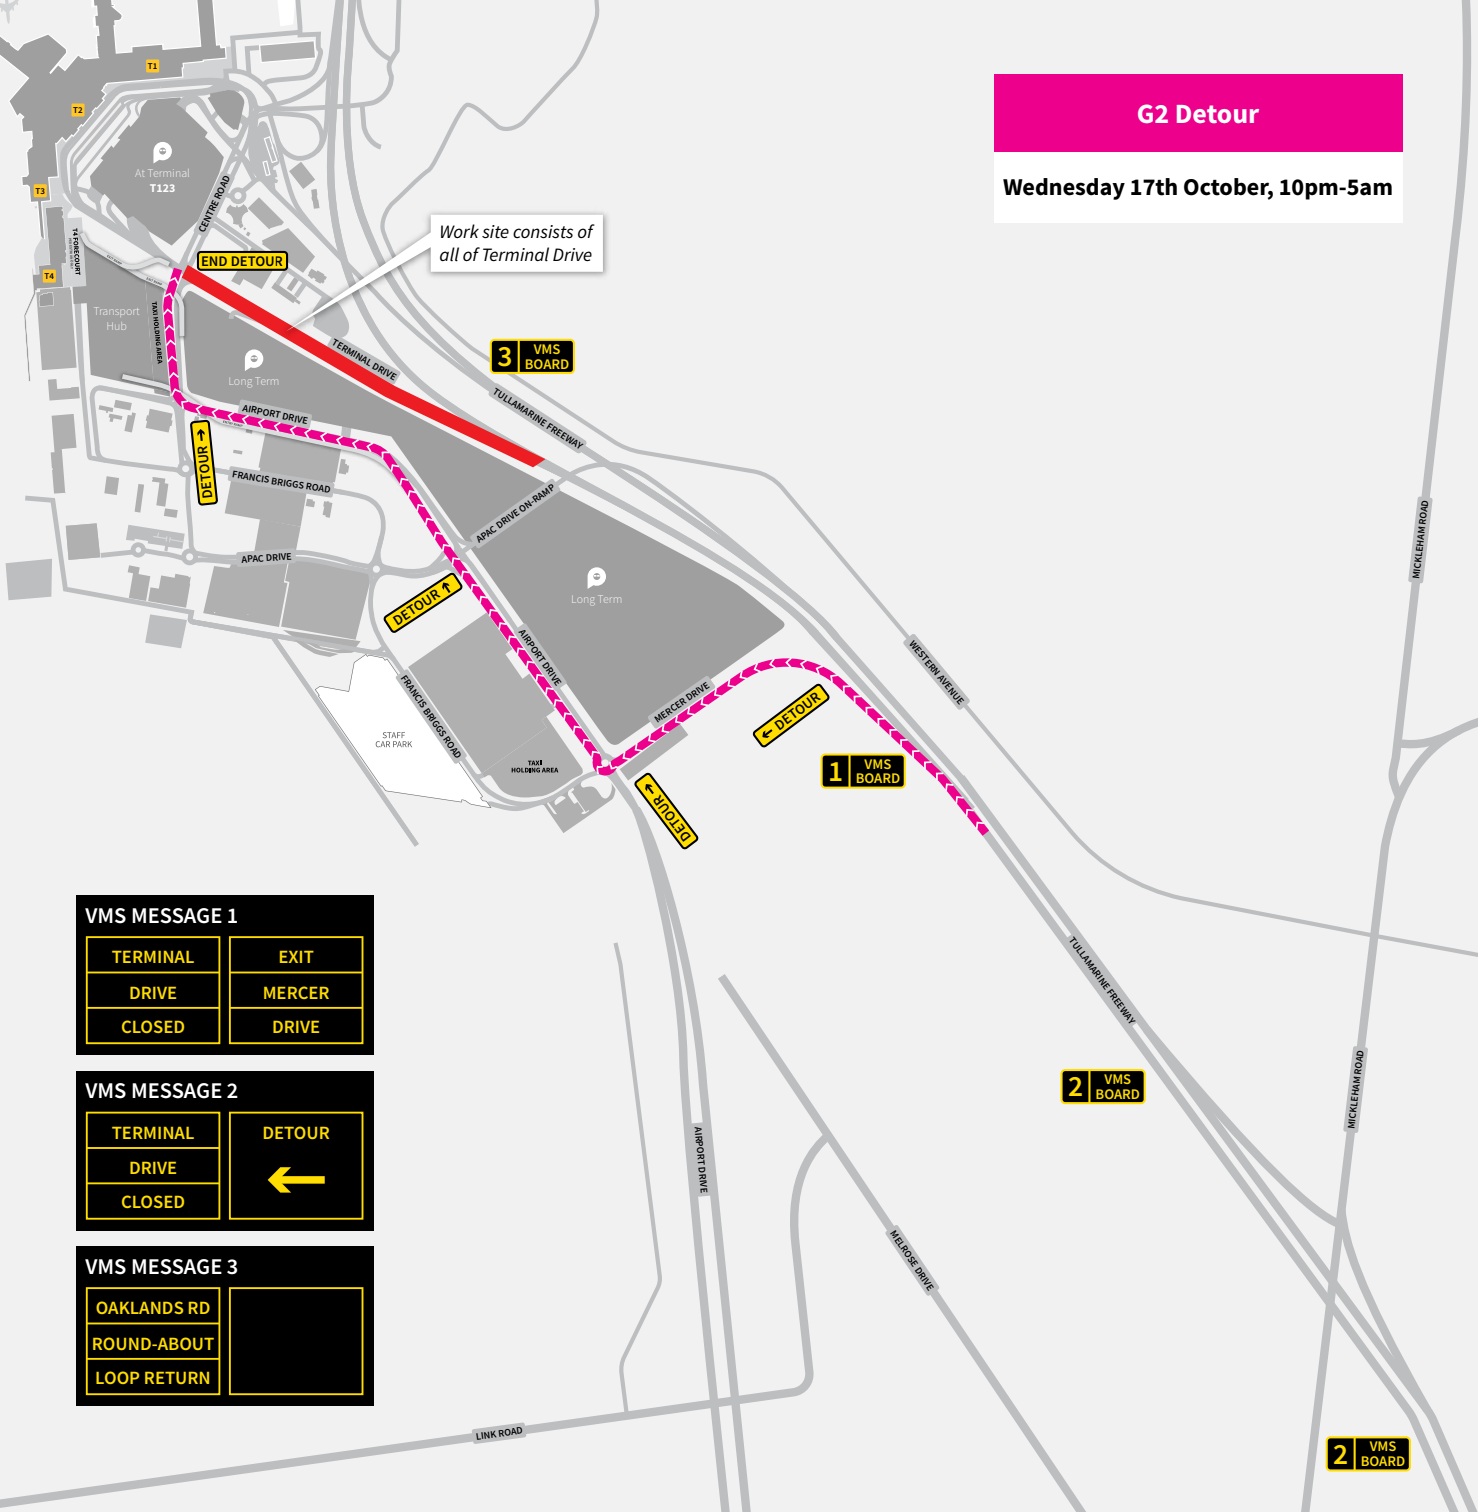 G2 Detour
Wednesday 17th October, 10pm-5am
T1
T2
At Terminal
T123
T3
CENTRE ROAD
T4 FORECOURT
T4
END DETOUR
Work site consists of
all of Terminal Drive
Transport
Hub
TAXI HOLDING AREA
TERMINAL DRIVE
3
VMS
BOARD
Long Term
TULLAMARINE FREEWAY
AIRPORT DRIVE
DETOUR
FRANCIS BRIGGS ROAD
APAC DRIVE ON-RAMP
MICKLEHAM ROAD
APAC DRIVE
DETOUR
Long Term
AIRPORT DRIVE
WESTERN AVENUE
MERCER DRIVE
DETOUR
FRANCIS BRIGGS ROAD
STAFF
CAR PARK
TAXI
HOLDING AREA
1
VMS
BOARD
DETOUR
VMS MESSAGE 1
TERMINAL
DRIVE
CLOSED
EXIT
MERCER
DRIVE
TULLAMARINE FREEWAY
VMS MESSAGE 2
TERMINAL
DRIVE
CLOSED
DETOUR
2
VMS
BOARD
MICKLEHAM ROAD
AIRPORT DRIVE
MELROSE DRIVE
VMS MESSAGE 3
OAKLANDS RD
ROUND-ABOUT
LOOP RETURN
LINK ROAD
2
VMS
BOARD